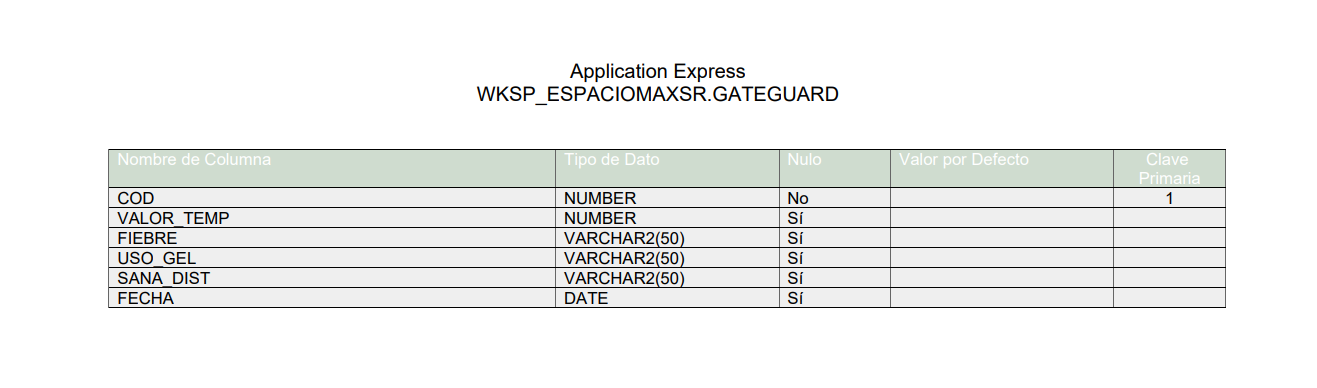 Application Express
WKSP_ESPACIOMAXSR.GATEGUARD
Nombre de Columna Tipo de Dato Nulo Valor por Defecto Clave Primaria
COD NUMBER No 1
VALOR_TEMP NUMBER Sí
FIEBRE VARCHAR2(50) Sí
USO_GEL VARCHAR2(50) Sí
SANA_DIST VARCHAR2(50) Sí
FECHA DATE Sí